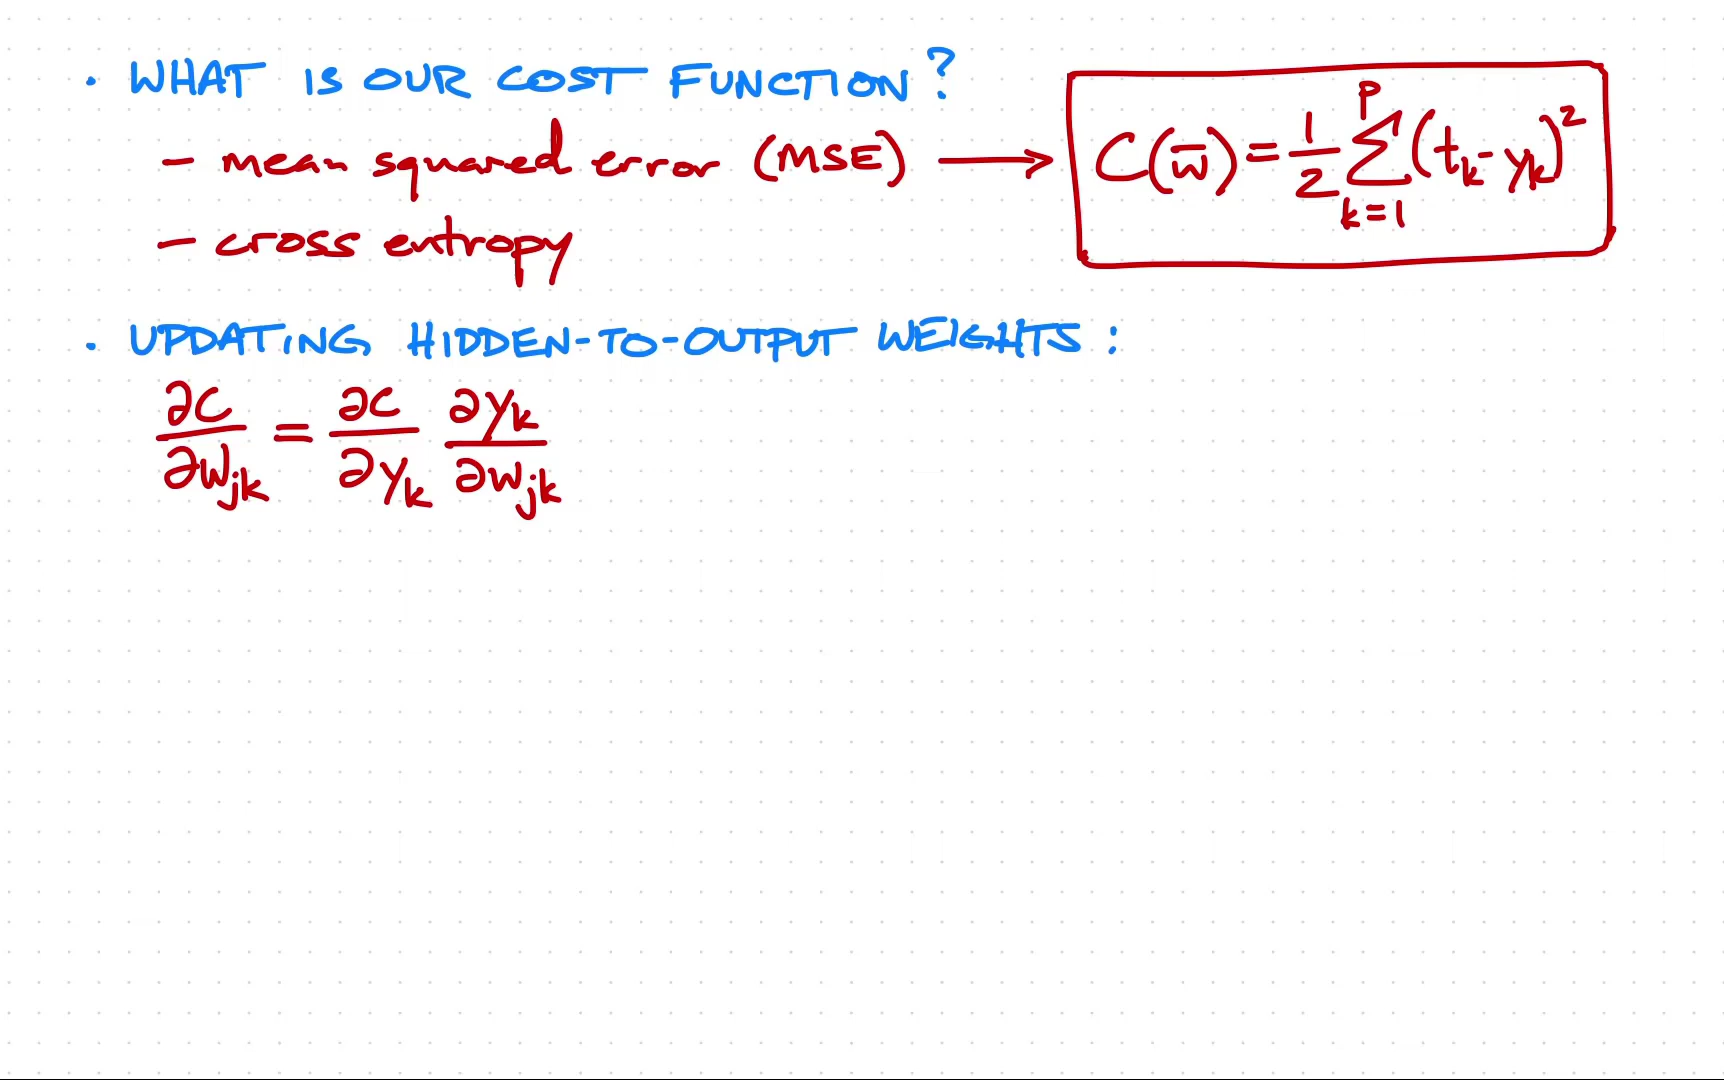 · WHAT IS OUR COST FUNCTION?
- mean squared error (MSE) ⟶ C(w̅) = 1/2 ∑_{k=1}^{P} (t_k - y_k)²
- cross entropy
· UPDATING HIDDEN-TO-OUTPUT WEIGHTS:
∂C/∂w_jk = ∂C/∂y_k ∂y_k/∂w_jk